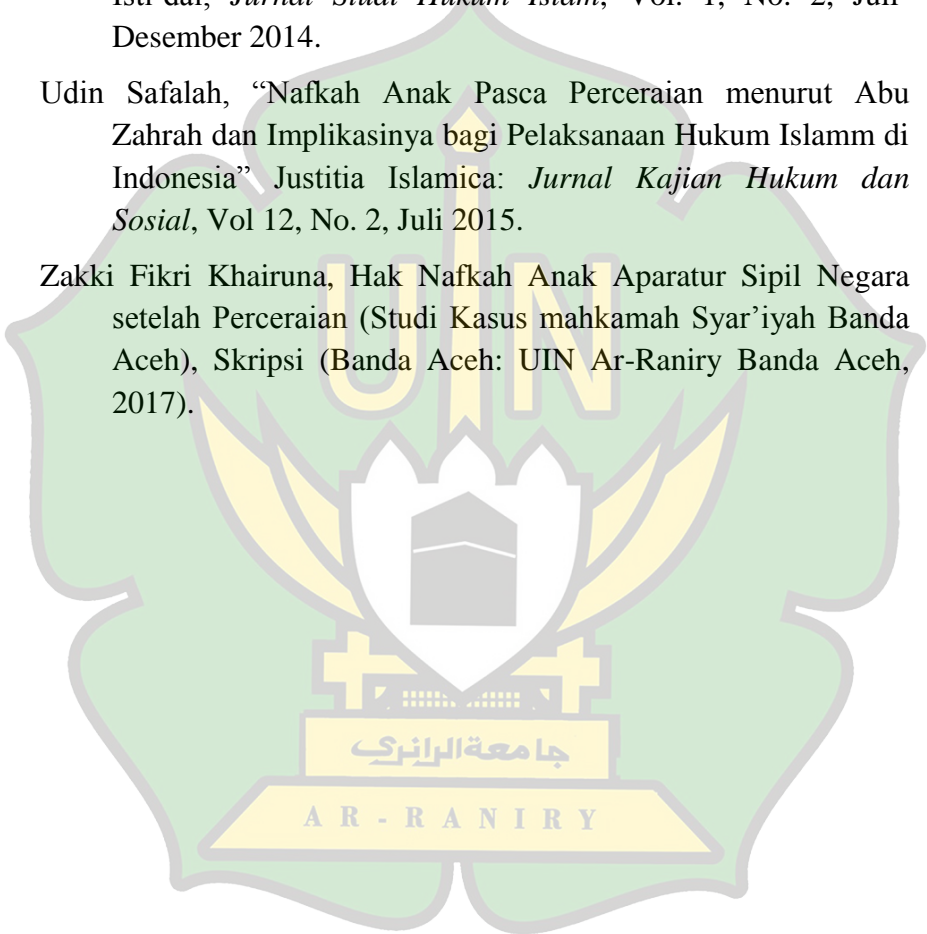 Isti'dal, Jurnal Studi Hukum Islam, Vol. 1, No. 2, Juli-
Desember 2014.
Udin Safalah, “Nafkah Anak Pasca Perceraian menurut Abu
Zahrah dan Implikasinya bagi Pelaksanaan Hukum Islamm di
Indonesia” Justitia Islamica: Jurnal Kajian Hukum dan
Sosial, Vol 12, No. 2, Juli 2015.
Zakki Fikri Khairuna, Hak Nafkah Anak Aparatur Sipil Negara
setelah Perceraian (Studi Kasus mahkamah Syar’iyah Banda
Aceh), Skripsi (Banda Aceh: UIN Ar-Raniry Banda Aceh,
2017).
UIN
جامعةالرانري
AR-RANIRY